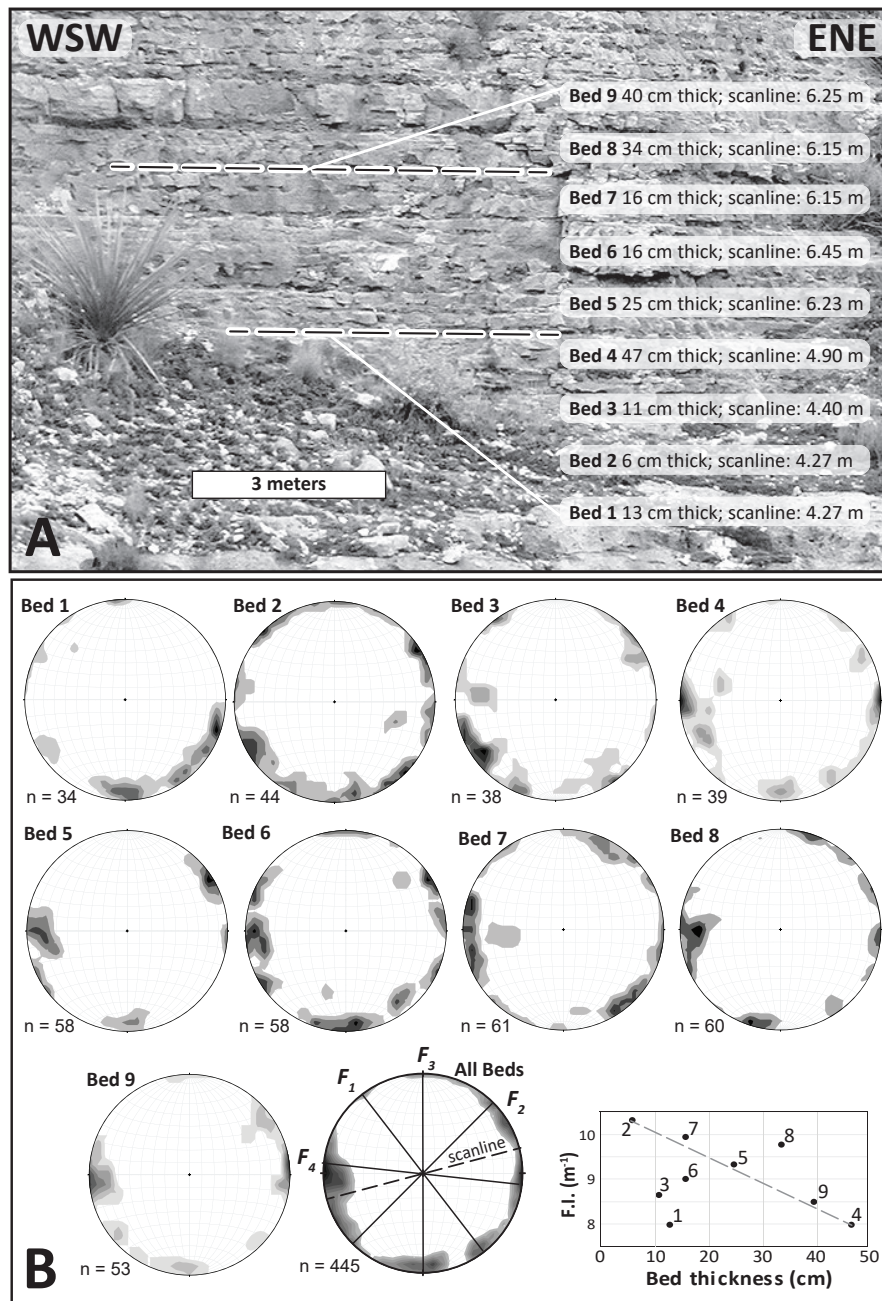 WSW
ENE
Bed 9 40 cm thick; scanline: 6.25 m
Bed 8 34 cm thick; scanline: 6.15 m
Bed 7 16 cm thick; scanline: 6.15 m
Bed 6 16 cm thick; scanline: 6.45 m
Bed 5 25 cm thick; scanline: 6.23 m
Bed 4 47 cm thick; scanline: 4.90 m
Bed 3 11 cm thick; scanline: 4.40 m
Bed 2 6 cm thick; scanline: 4.27 m
Bed 1 13 cm thick; scanline: 4.27 m
3 meters
A
Bed 1
n = 34
Bed 2
n = 44
Bed 3
n = 38
Bed 4
n = 39
Bed 5
n = 58
Bed 6
n = 58
Bed 7
n = 61
Bed 8
n = 60
Bed 9
n = 53
All Beds
F1
F3
F2
F4
scanline
n = 445
F.I. (m-1)
10
9
8
2
7
8
5
6
3
9
1
4
0 10 20 30 40 50
Bed thickness (cm)
B